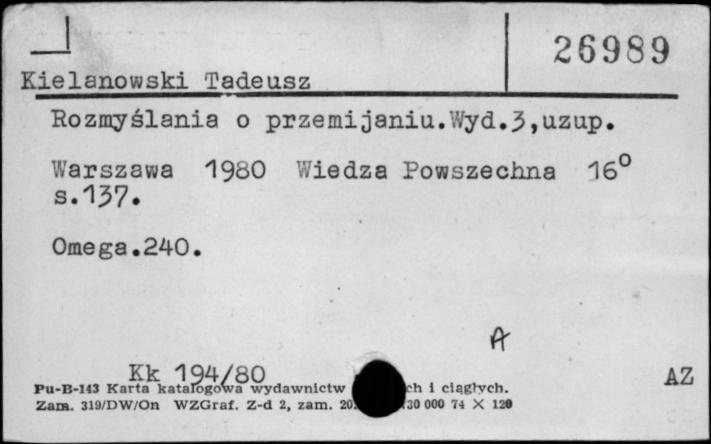 26989
Kielanowski Tadeusz
Rozmyślania o przemijaniu.Wyd.3,uzup.
Warszawa 1980 Wiedza Powszechna 16°
s.137.
Omega.240.
A
Kk 194/80
AZ
Pu-B-143 Karta katalogowa wydawnictw ch i ciągłych.
Zam. 319/DW/On WZGraf. Z-d 2, zam. 20. 30 000 74 X 120